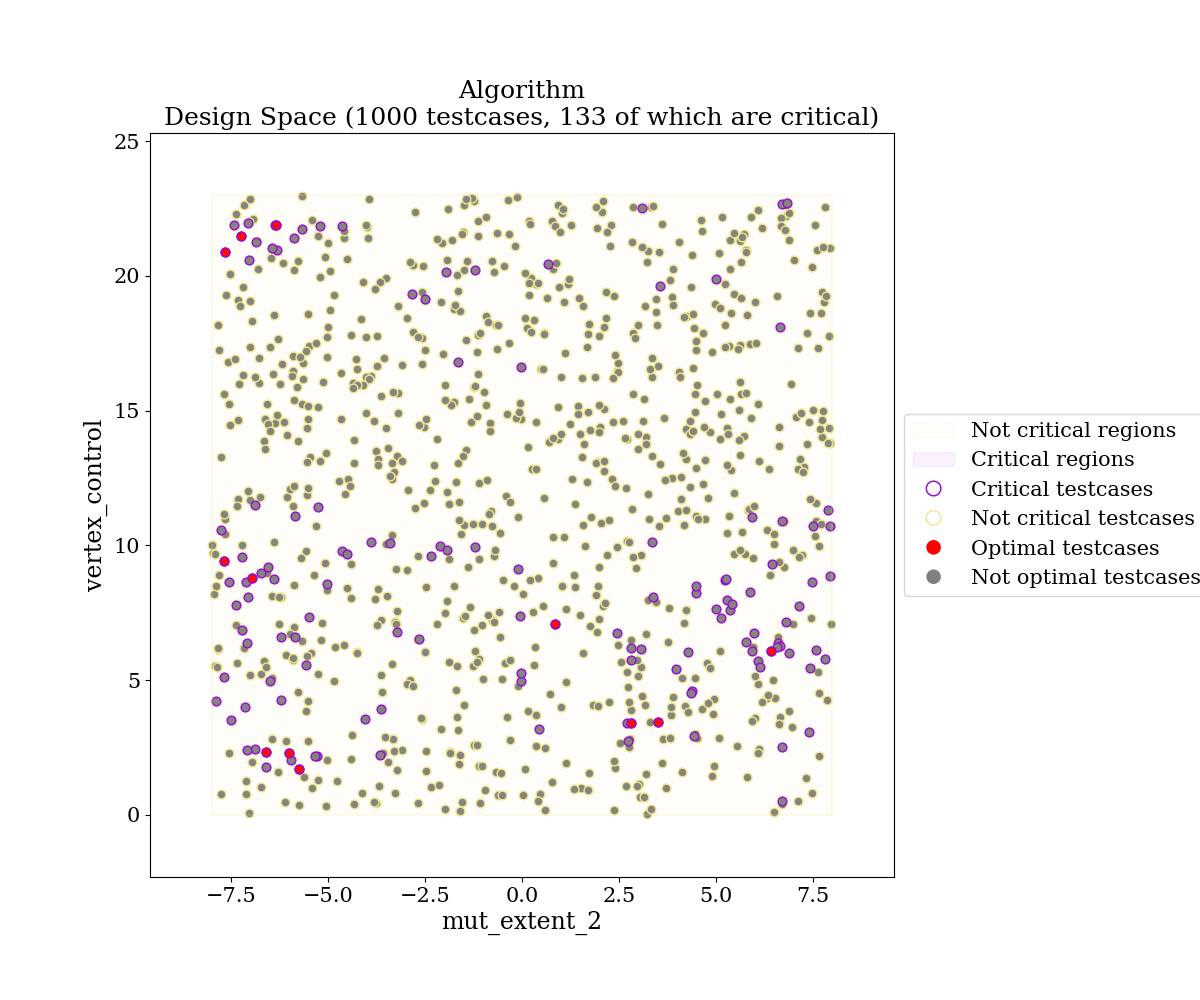 Algorithm
Design Space (1000 testcases, 133 of which are critical)
25
20
15
10
5
0
vertex_control
−7.5
−5.0
−2.5
0.0
2.5
5.0
7.5
mut_extent_2
Not critical regions
Critical regions
Critical testcases
Not critical testcases
Optimal testcases
Not optimal testcases